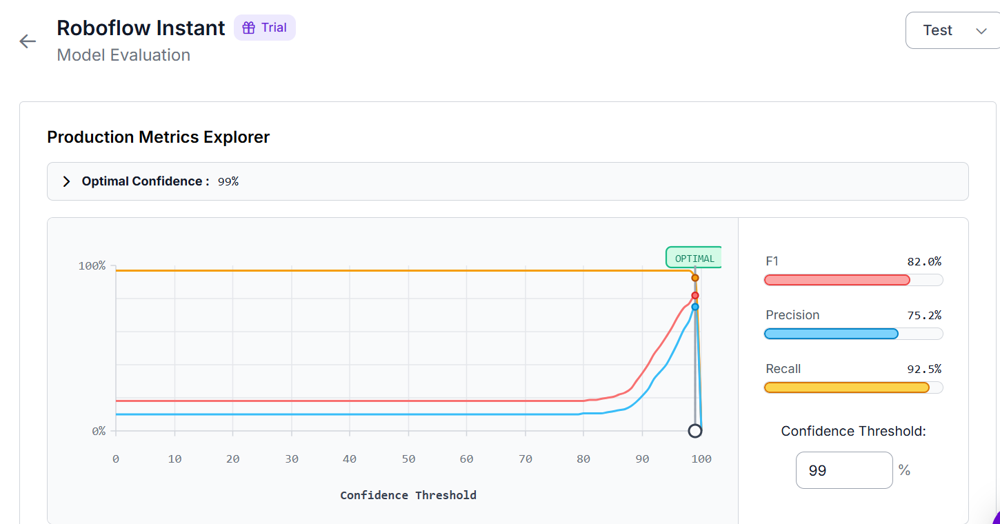 Roboflow Instant Trial
Model Evaluation
Test
Production Metrics Explorer
Optimal Confidence : 99%
OPTIMAL
100%
0%
0 10 20 30 40 50 60 70 80 90 100
Confidence Threshold
F1 82.0%
Precision 75.2%
Recall 92.5%
Confidence Threshold:
99 %